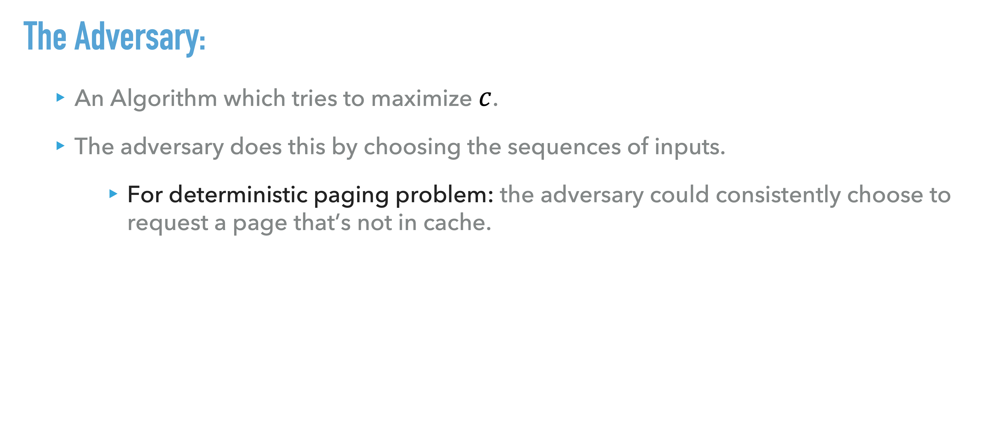 The Adversary:
‣ An Algorithm which tries to maximize c.
‣ The adversary does this by choosing the sequences of inputs.
‣ For deterministic paging problem: the adversary could consistently choose to
request a page that’s not in cache.